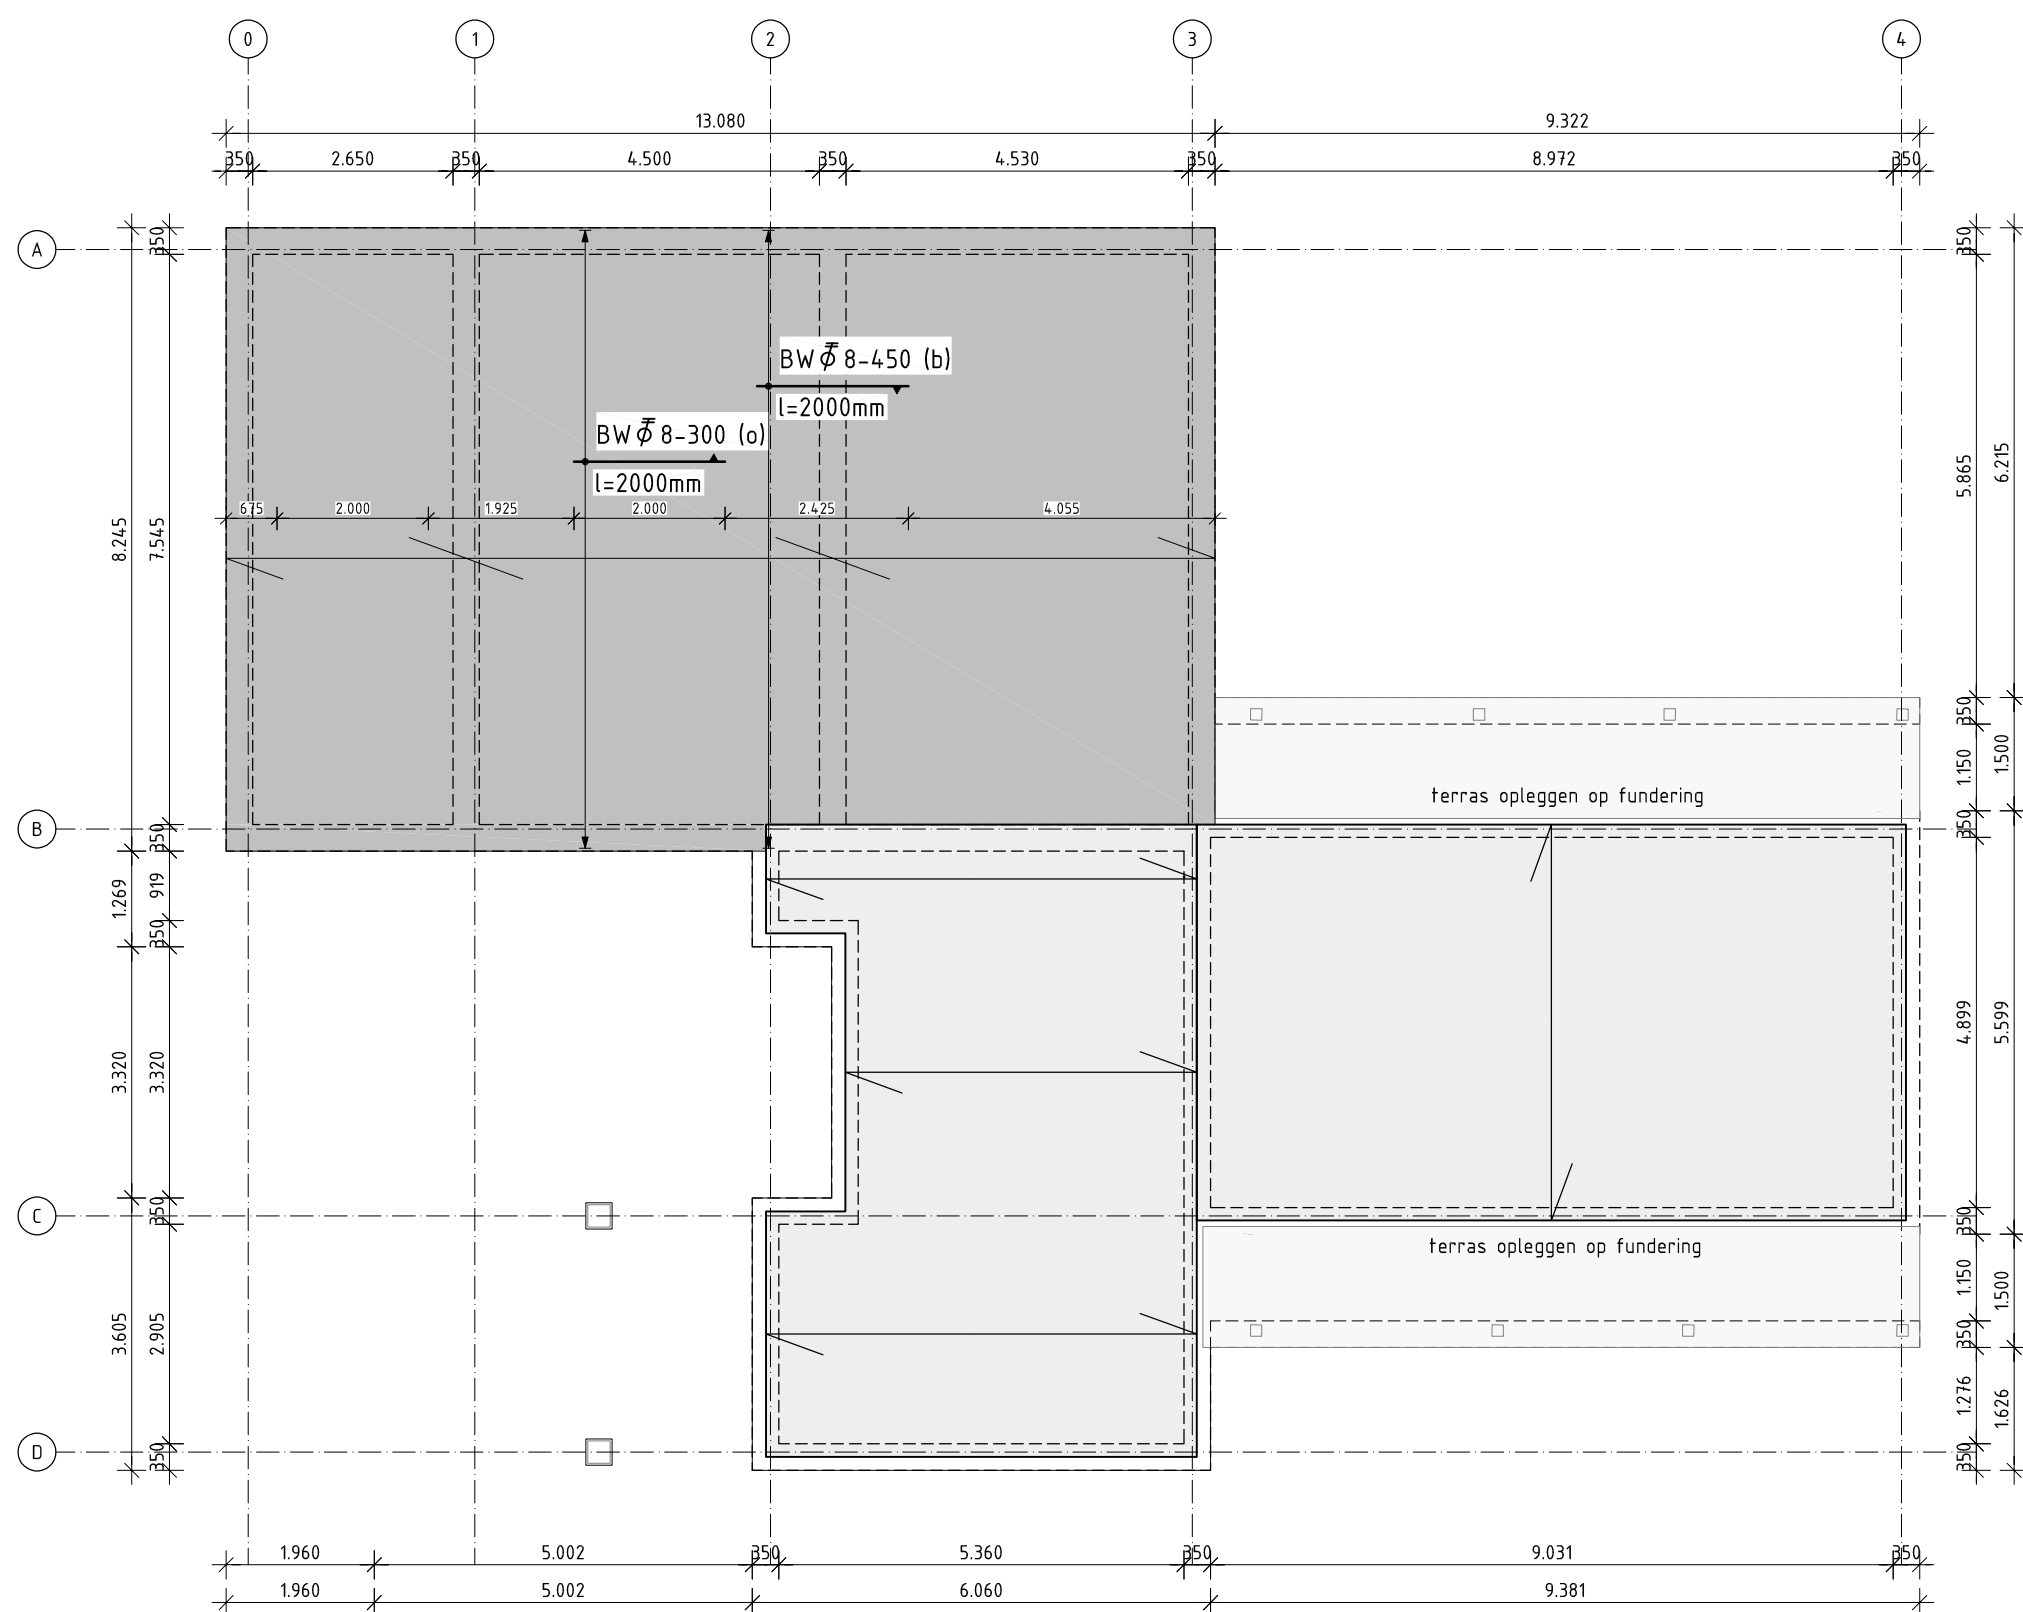 0 1 2 3 4
13.080 9.322
350 2.650 350 4.500 350 4.530 350 8.972 350
A
350 350
BW 8-450 (b)
l=2000mm
BW 8-300 (o)
l=2000mm
675 2.000 1.925 2.000 2.425 4.055
8.245 7.545 5.865 6.215
350 1.150 1.500
terras opleggen op fundering
B
350 350
1.269 919 350
3.320 3.320 4.899 5.599
C
350 350
terras opleggen op fundering
3.605 2.905 1.150 1.500
350 1.276 1.626
D
350 350
1.960 5.002 350 5.360 350 9.031 350
1.960 5.002 6.060 9.381